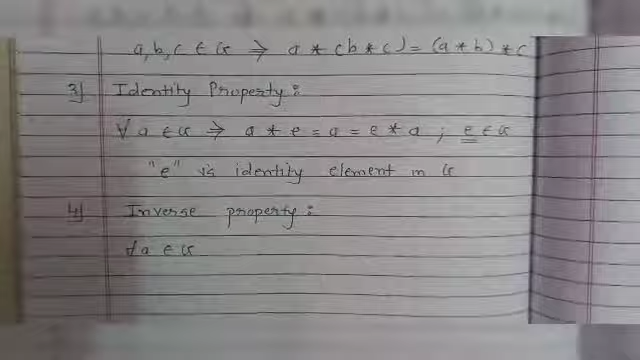 a, b, c ∈ G ⇒ a * (b * c) = (a * b) * c
3] Identity Property :
∀ a ∈ G ⇒ a * e = a = e * a ; e ∈ G
"e" is identity element in G
4] Inverse property :
∀ a ∈ G